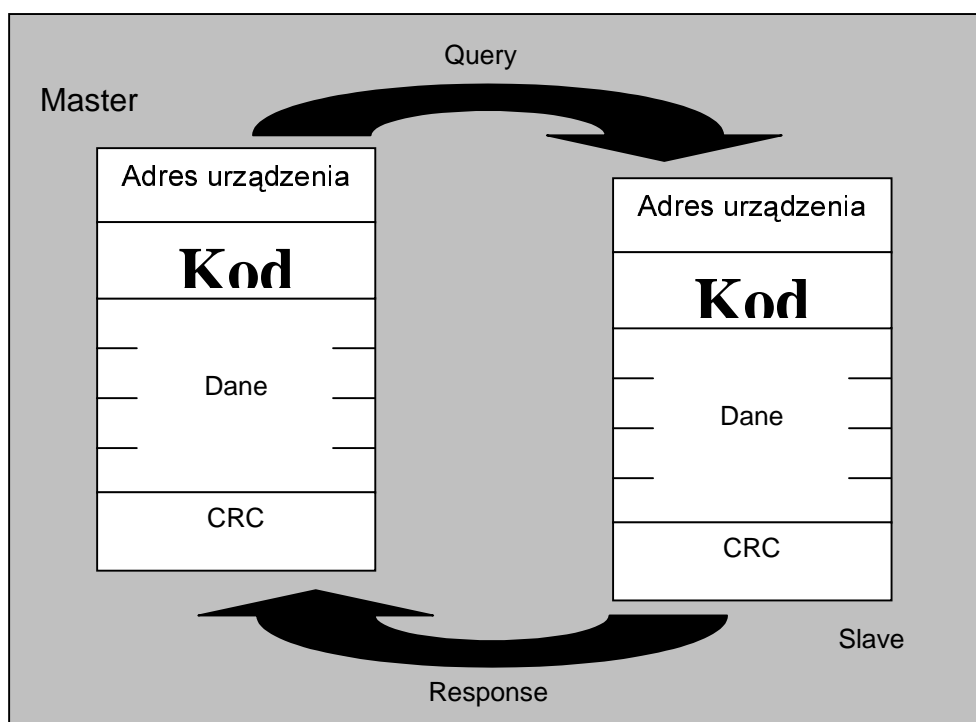 Query
Master
Adres urządzenia
Kod
Dane
CRC
Adres urządzenia
Kod
Dane
CRC
Slave
Response